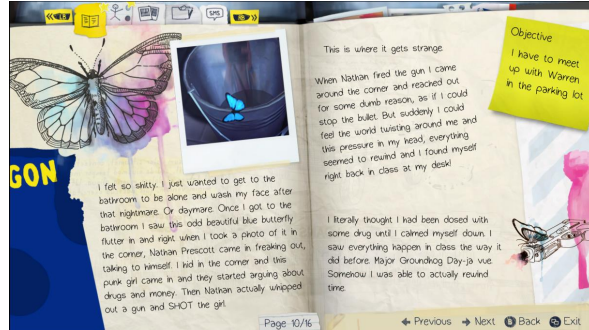 LB
SMS
RB
GON
I felt so shitty. I just wanted to get to the
bathroom to be alone and wash my face after
that nightmare. Or daymare. Once I got to the
bathroom I saw this odd beautiful blue butterfly
flutter in and right when I took a photo of it in
the corner, Nathan Prescott came in freaking out,
talking to himself. I hid in the corner and this
punk girl came in and they started arguing about
drugs and money. Then Nathan actually whipped
out a gun and SHOT the girl.
This is where it gets strange
When Nathan fired the gun I came
around the corner and reached out
for some dumb reason, as if I could
stop the bullet. But suddenly I could
feel the world twisting around me and
this pressure in my head, everything
seemed to rewind and I found myself
right back in class at my desk!
I literally thought I had been dosed with
some drug until I calmed myself down. I
saw everything happen in class the way it
did before. Major Groundhog Day-ja vue.
Somehow I was able to actually rewind
time.
Objective
I have to meet
up with Warren
in the parking lot
Page 10/16
Previous
Next
B Back
Exit